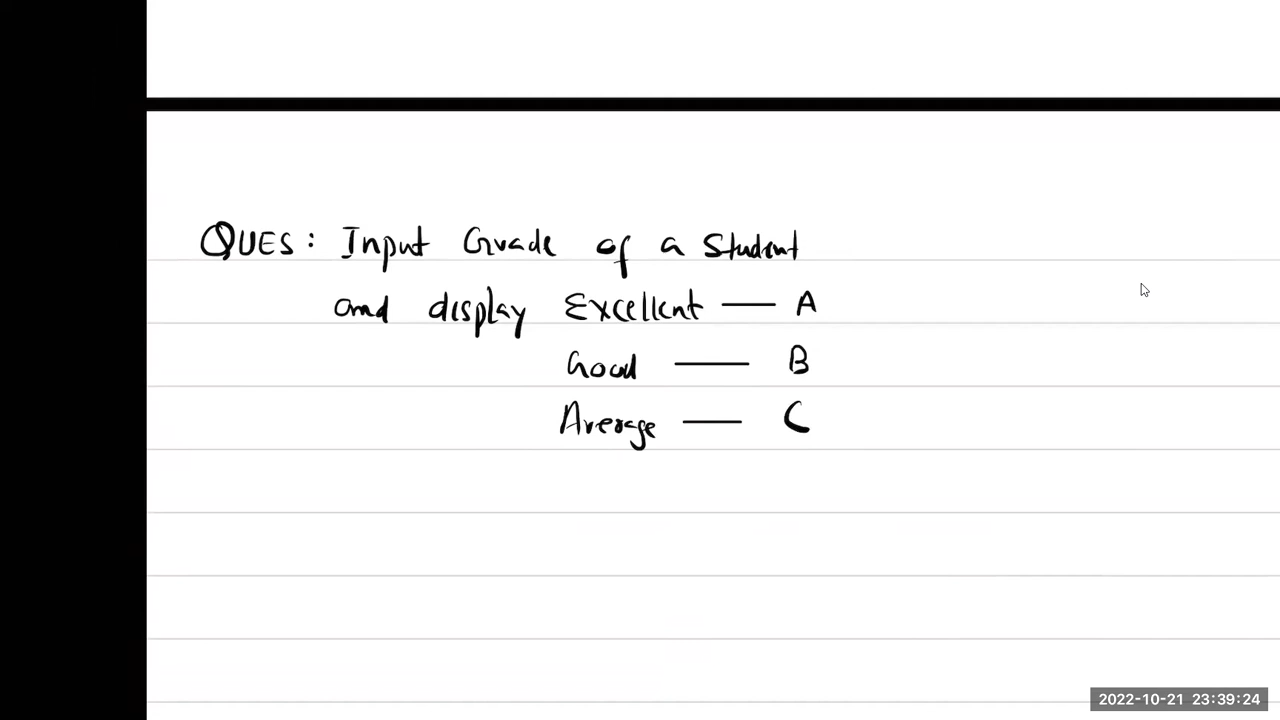 QUES: Input Grade of a Student
and display Excellent — A
Good — B
Average — C
2022-10-21 23:39:24